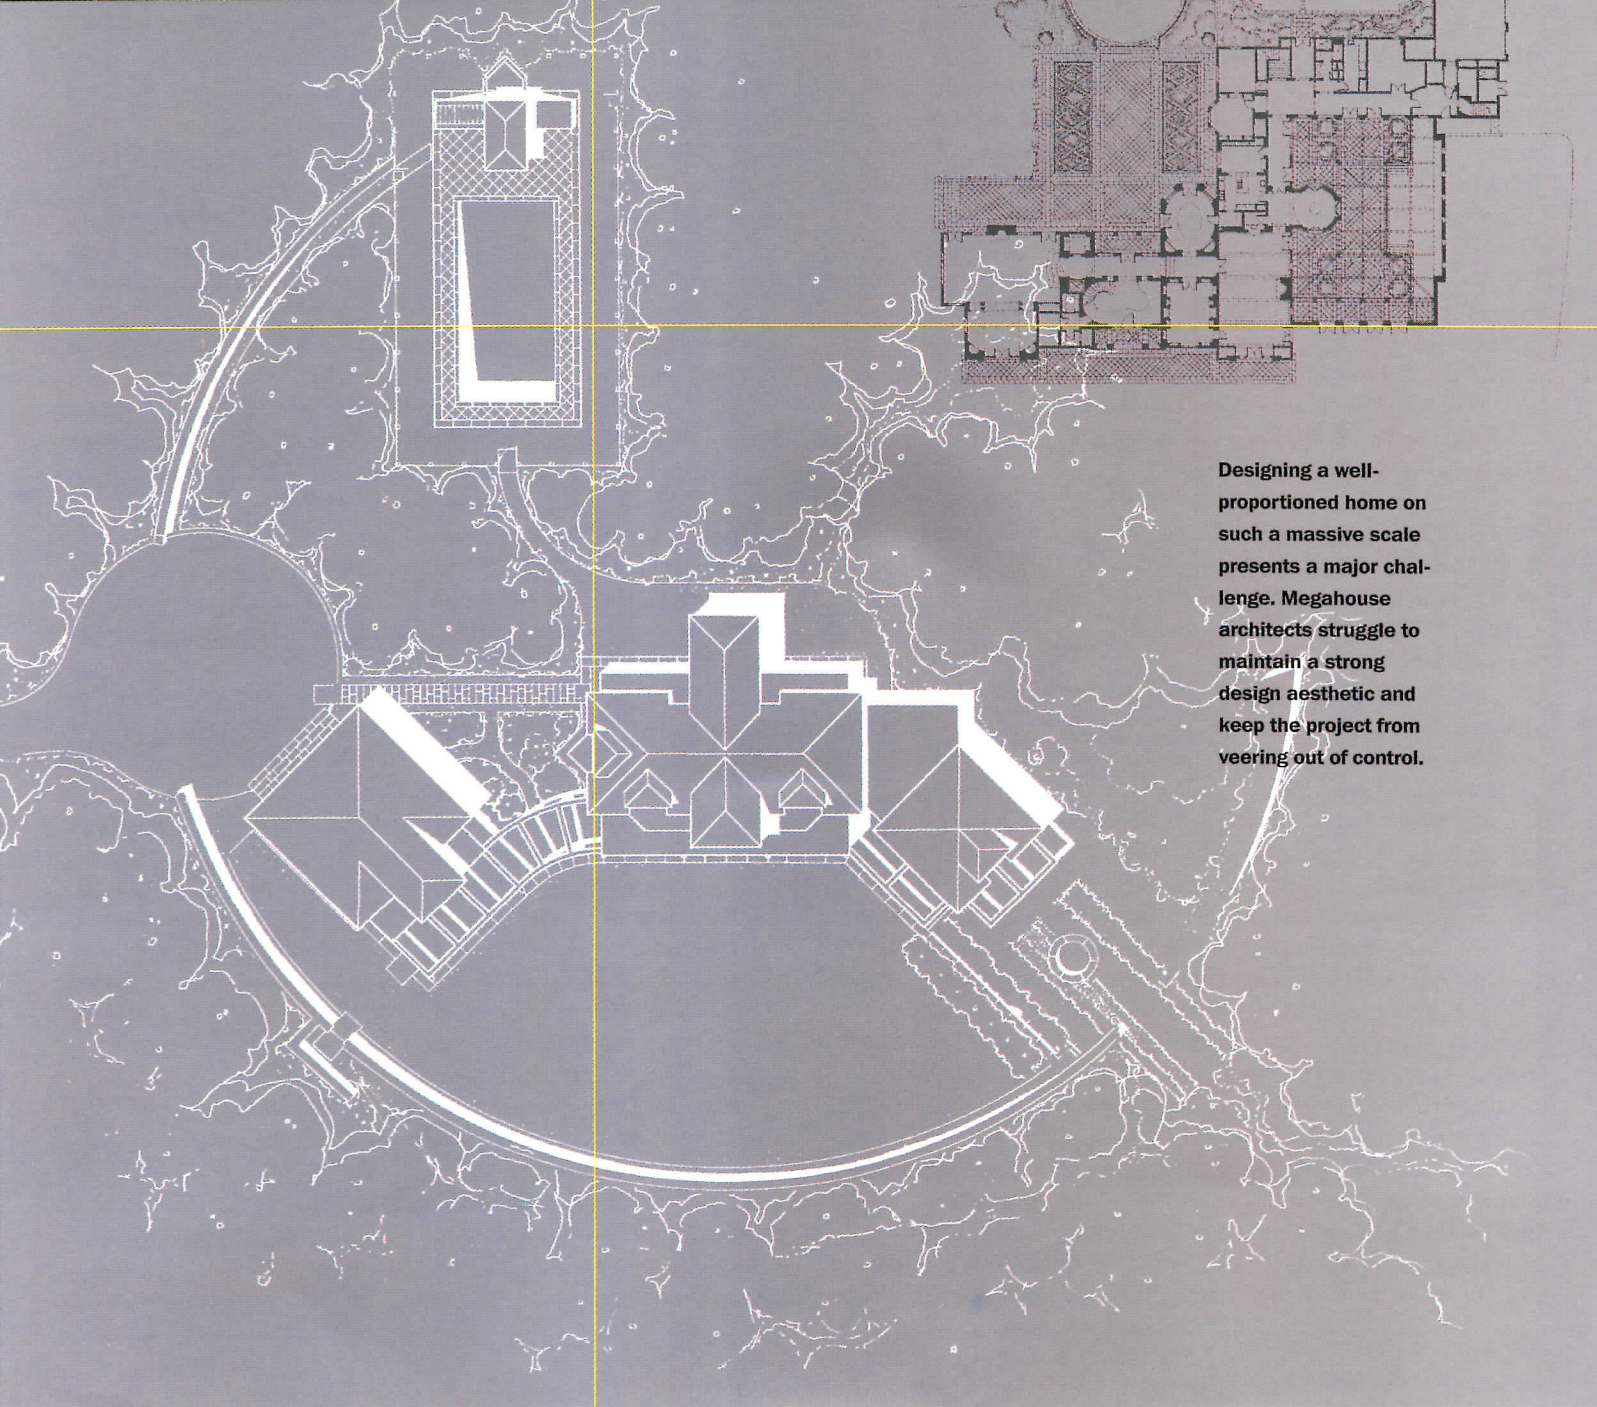 Designing a well-
proportioned home on
such a massive scale
presents a major chal-
lenge. Megahouse
architects struggle to
maintain a strong
design aesthetic and
keep the project from
veering out of control.